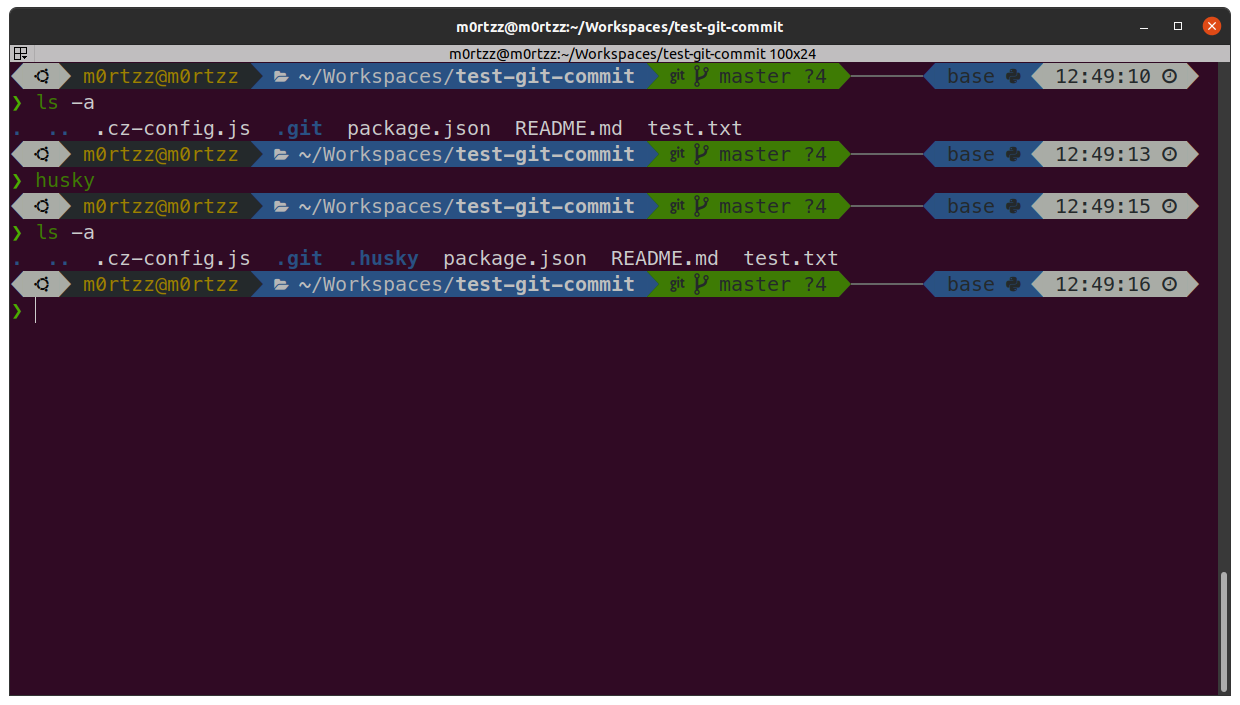 m0rtzz@m0rtzz:~/Workspaces/test-git-commit
m0rtzz@m0rtzz:~/Workspaces/test-git-commit 100x24
m0rtzz@m0rtzz ~/Workspaces/test-git-commit git master ?4 base 12:49:10
❯ ls -a
. .. .cz-config.js .git package.json README.md test.txt
m0rtzz@m0rtzz ~/Workspaces/test-git-commit git master ?4 base 12:49:13
❯ husky
m0rtzz@m0rtzz ~/Workspaces/test-git-commit git master ?4 base 12:49:15
❯ ls -a
. .. .cz-config.js .git .husky package.json README.md test.txt
m0rtzz@m0rtzz ~/Workspaces/test-git-commit git master ?4 base 12:49:16
❯